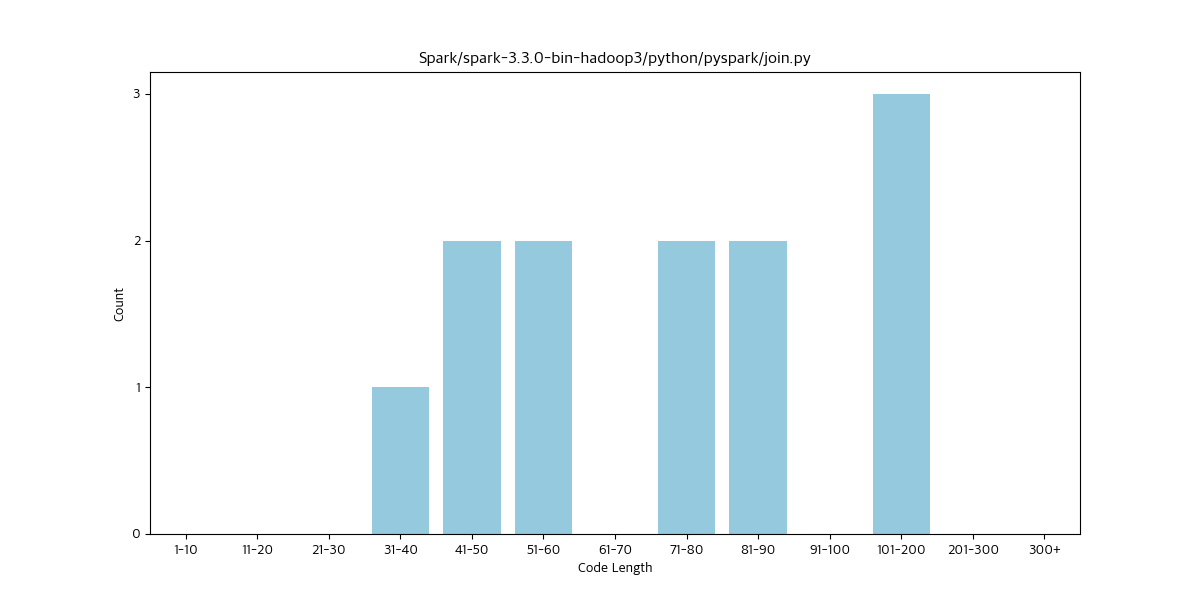 Spark/spark-3.3.0-bin-hadoop3/python/pyspark/join.py
3
2
1
0
Count
1-10 11-20 21-30 31-40 41-50 51-60 61-70 71-80 81-90 91-100 101-200 201-300 300+
Code Length